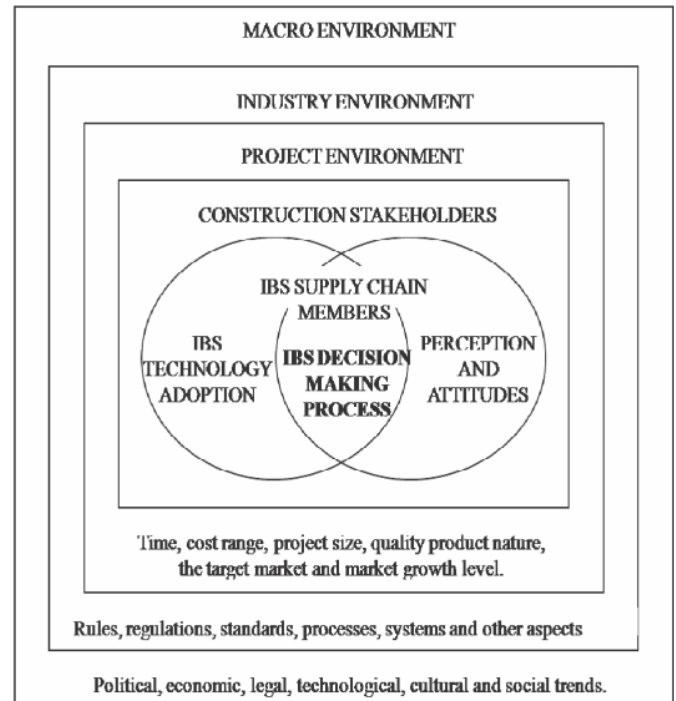 MACRO ENVIRONMENT
INDUSTRY ENVIRONMENT
PROJECT ENVIRONMENT
CONSTRUCTION STAKEHOLDERS
IBS SUPPLY CHAIN
MEMBERS
IBS
TECHNOLOGY
ADOPTION
IBS DECISION
MAKING
PROCESS
PERCEPTION
AND
ATTITUDES
Time, cost range, project size, quality product nature,
the target market and market growth level.
Rules, regulations, standards, processes, systems and other aspects
Political, economic, legal, technological, cultural and social trends.